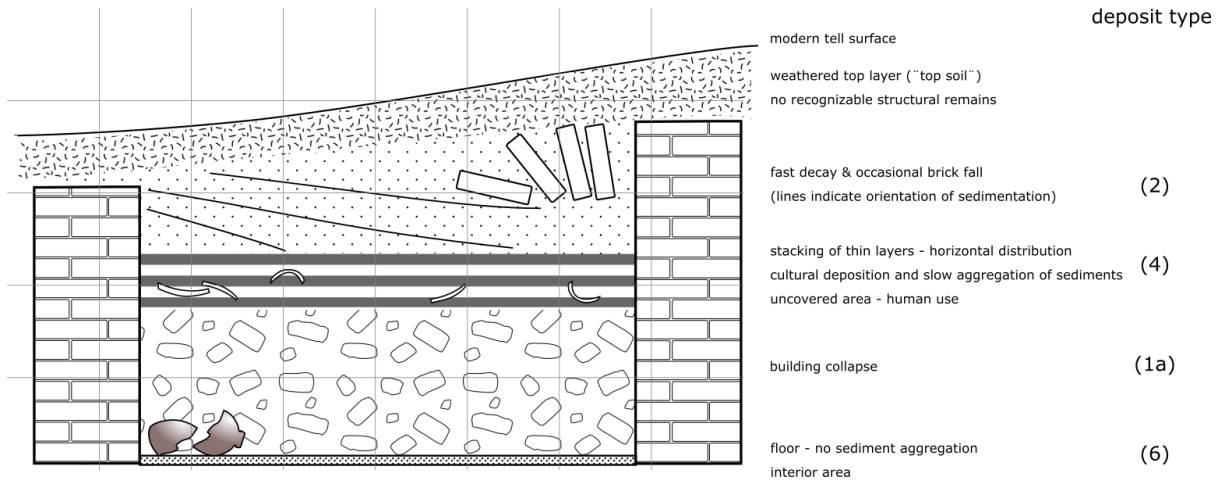 deposit type
modern tell surface
weathered top layer (¨top soil¨)
no recognizable structural remains
fast decay & occasional brick fall
(lines indicate orientation of sedimentation)
(2)
stacking of thin layers - horizontal distribution
cultural deposition and slow aggregation of sediments
uncovered area - human use
(4)
building collapse
(1a)
floor - no sediment aggregation
interior area
(6)